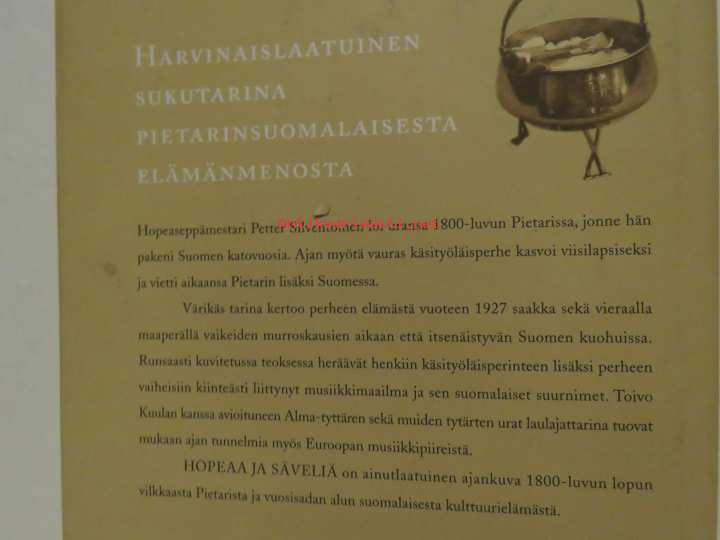 HARVINAISLAATUINEN
SUKUTARINA
PIETARINSUOMALAISESTA
ELÄMÄNMENOSTA
Hopeaseppämestari Petter Silventoinen loi uransa 1800-luvun Pietarissa, jonne hän
pakeni Suomen katovuosia. Ajan myötä vauras käsityöläisperhe kasvoi viisilapsiseksi
ja vietti aikaansa Pietarin lisäksi Suomessa.
Värikäs tarina kertoo perheen elämästä vuoteen 1927 saakka sekä vieraalla
maaperällä vaikeiden murroskausien aikaan että itsenäistyvän Suomen kuohuissa.
Runsaasti kuvitetussa teoksessa heräävät henkiin käsityöläisperinteen lisäksi perheen
vaiheisiin kiinteästi liittynyt musiikkimaailma ja sen suomalaiset suurnimet. Toivo
Kuulan kanssa avioituneen Alma-tyttären sekä muiden tytärten urat laulajattarina tuovat
mukaan ajan tunnelmia myös Euroopan musiikkipiireistä.
HOPEAA JA SÄVELIÄ on ainutlaatuinen ajankuva 1800-luvun lopun
vilkkaasta Pietarista ja vuosisadan alun suomalaisesta kulttuurielämästä.